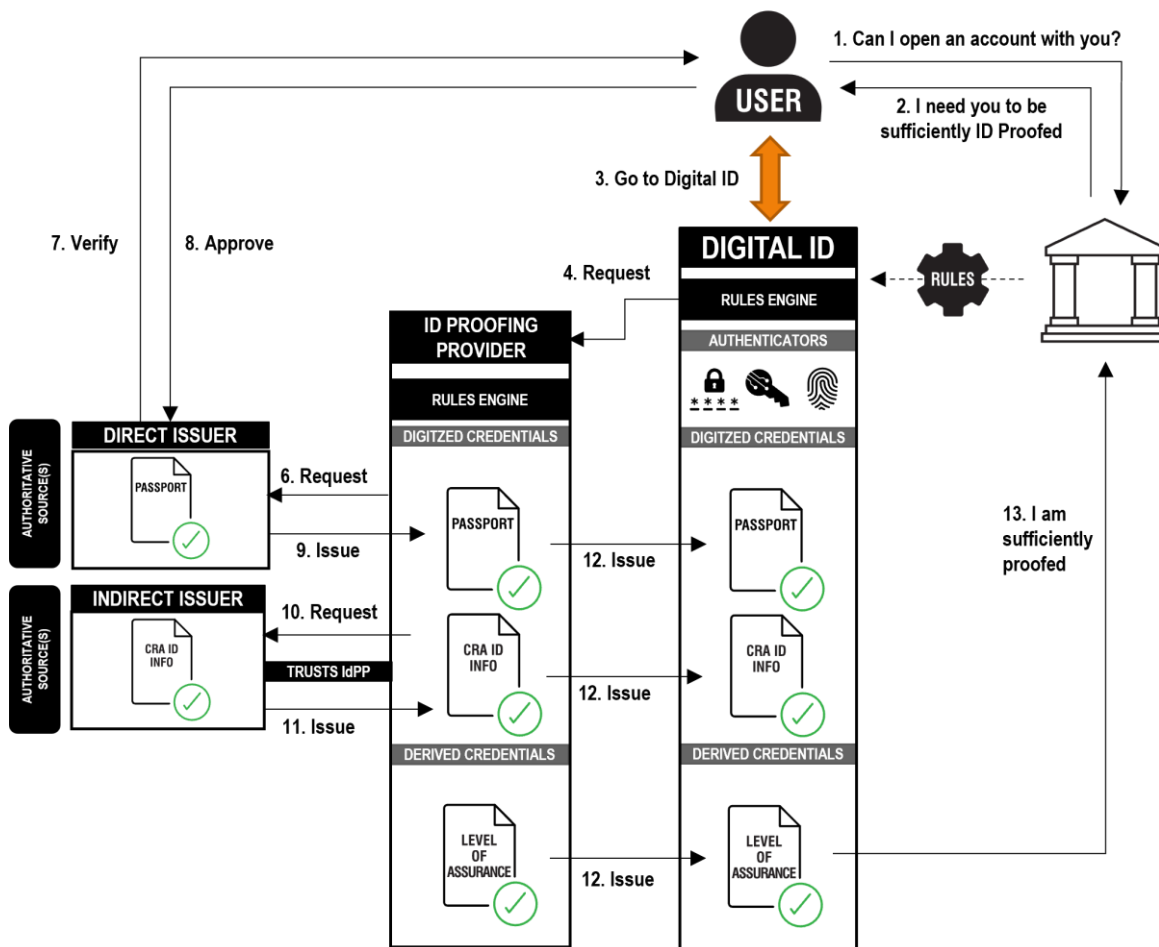 1. Can I open an account with you?
USER
2. I need you to be
sufficiently ID Proofed
3. Go to Digital ID
7. Verify
8. Approve
DIGITAL ID
4. Request
RULES
RULES ENGINE
ID PROOFING
PROVIDER
AUTHENTICATORS
* * * *
RULES ENGINE
AUTHORITATIVE
SOURCE(S)
DIRECT ISSUER
DIGITZED CREDENTIALS
DIGITZED CREDENTIALS
PASSPORT
6. Request
PASSPORT
PASSPORT
9. Issue
12. Issue
13. I am
sufficiently
proofed
AUTHORITATIVE
SOURCE(S)
INDIRECT ISSUER
10. Request
CRA ID
INFO
CRA ID
INFO
CRA ID
INFO
TRUSTS IdPP
12. Issue
11. Issue
DERIVED CREDENTIALS
DERIVED CREDENTIALS
LEVEL
OF
ASSURANCE
LEVEL
OF
ASSURANCE
12. Issue